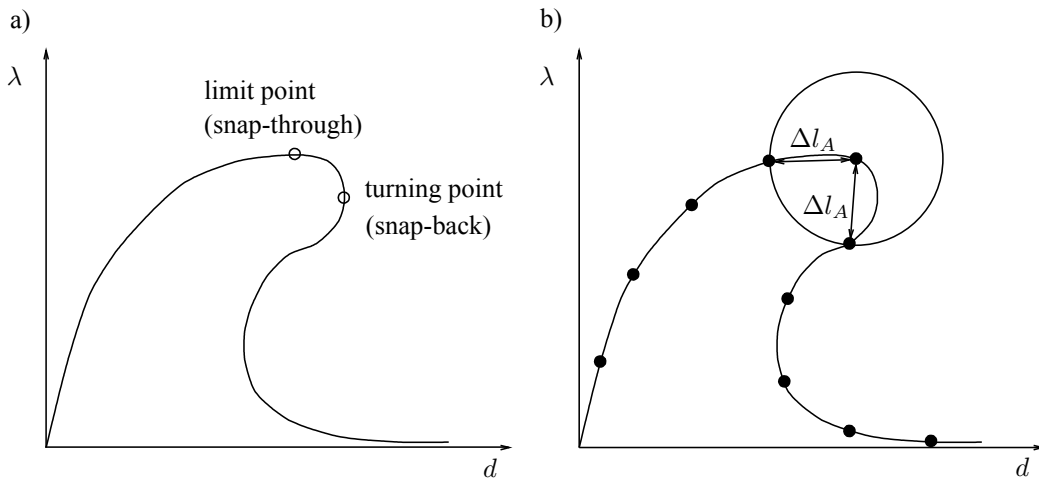 a)
λ
limit point
(snap-through)
turning point
(snap-back)
d
b)
λ
Δl_A
Δl_A
d